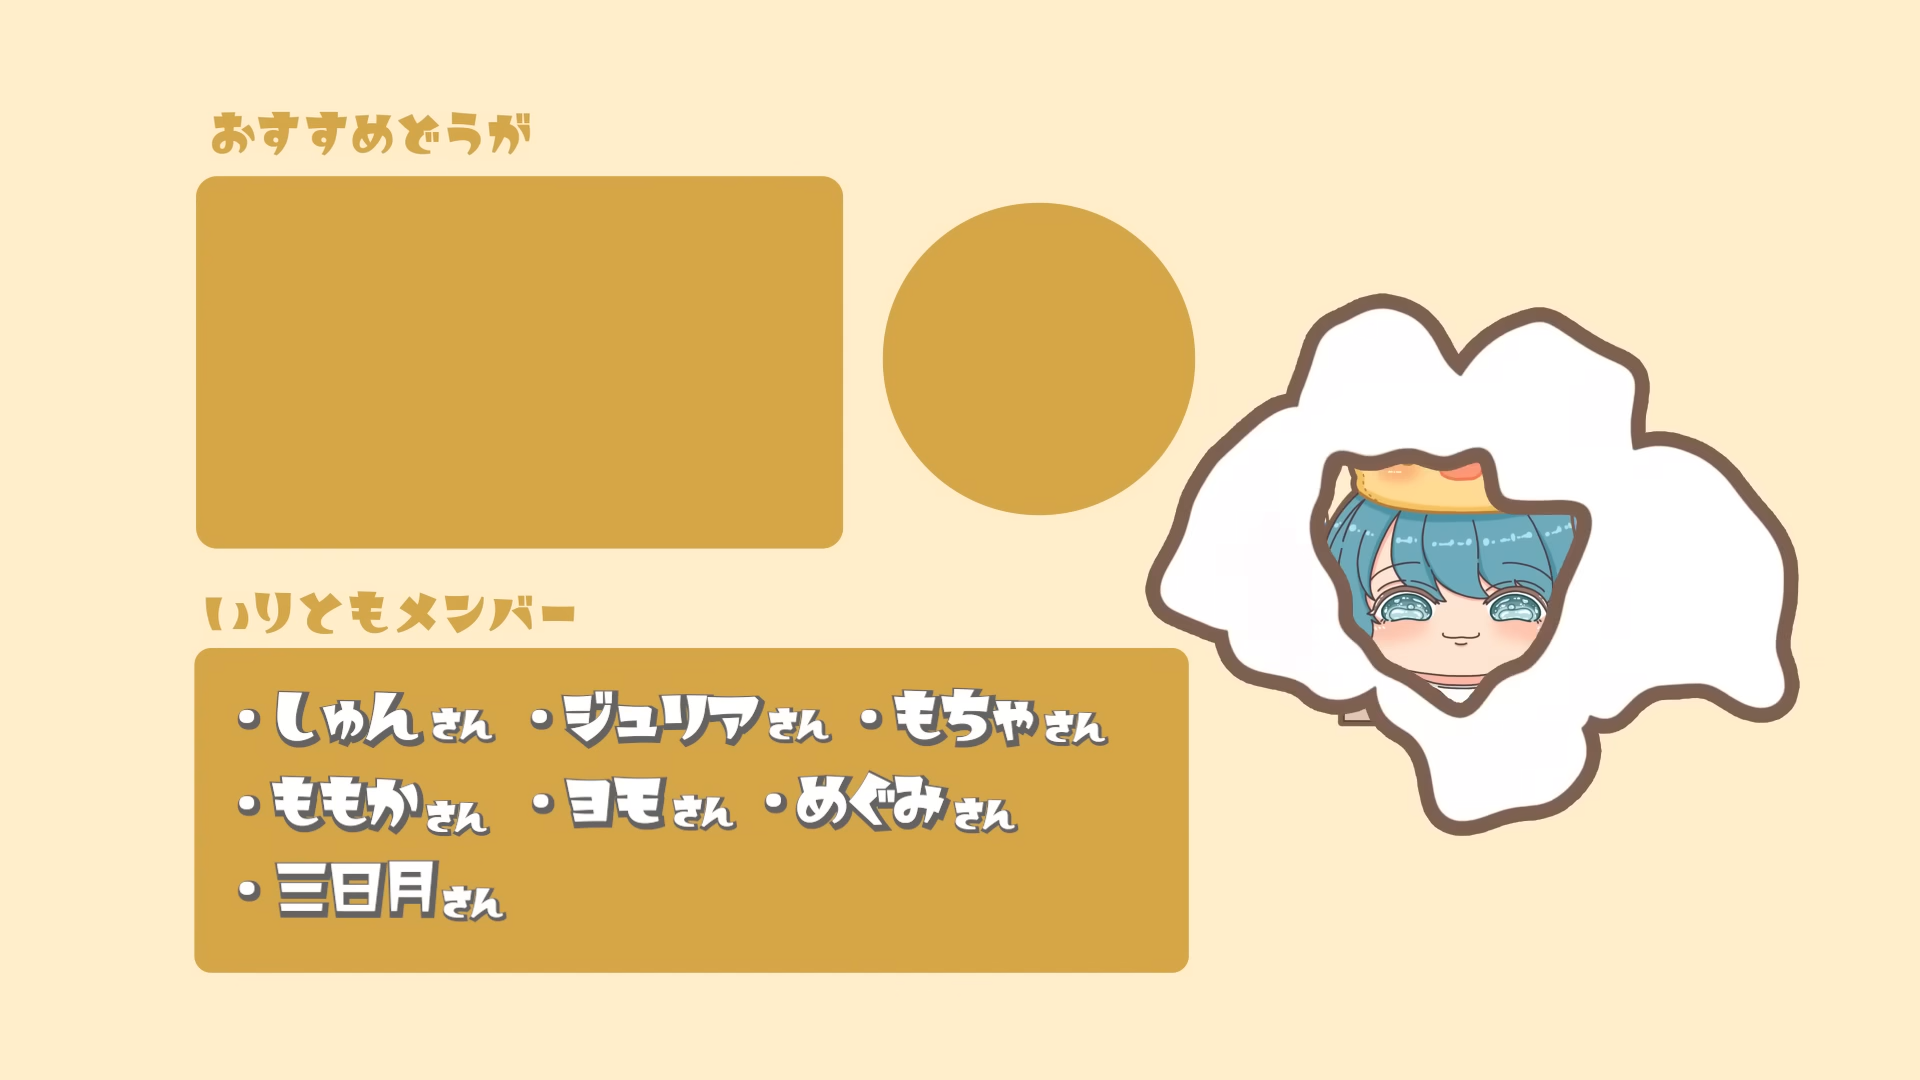 おすすめどうが
いりともメンバー
・しゅんさん ・ジュリアさん ・もちゃさん
・ももかさん ・ヨモさん ・めぐみさん
・三日月さん